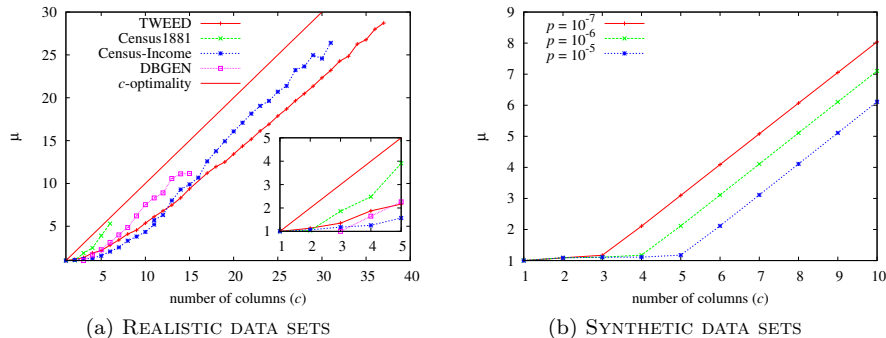 30
25
20
15
10
5
μ
TWEED
Census1881
Census-Income
DBGEN
c-optimality
5
4
3
2
1
1 2 3 4 5
5 10 15 20 25 30 35 40
number of columns (c)
(a) Realistic data sets
9
8
7
6
5
4
3
2
1
μ
p = 10⁻⁷
p = 10⁻⁶
p = 10⁻⁵
1 2 3 4 5 6 7 8 9 10
number of columns (c)
(b) Synthetic data sets